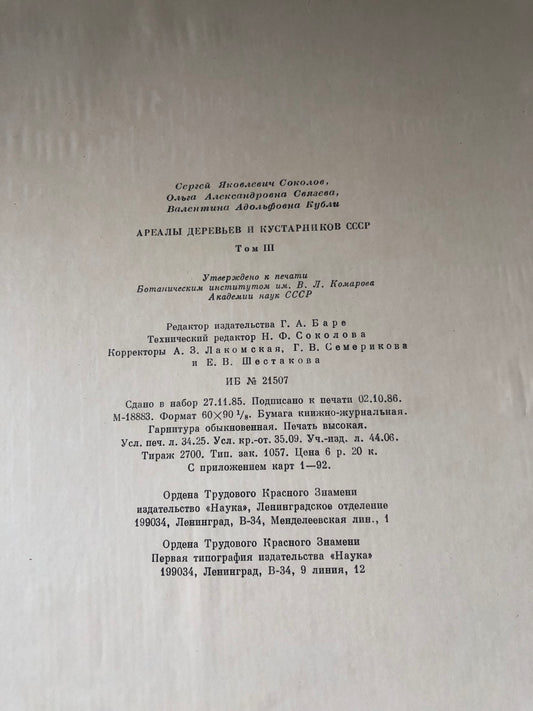 Сергей Яковлевич Соколов,
Ольга Александровна Связева,
Валентина Адольфовна Кубли
АРЕАЛЫ ДЕРЕВЬЕВ И КУСТАРНИКОВ СССР
Том III
Утверждено к печати
Ботаническим институтом им. В. Л. Комарова
Академии наук СССР
Редактор издательства Г. А. Баре
Технический редактор Н. Ф. Соколова
Корректоры А. З. Лакомская, Г. В. Семерикова
и Е. В. Шестакова
ИБ № 21507
Сдано в набор 27.11.85. Подписано к печати 02.10.86.
М-18883. Формат 60×90 1/8. Бумага книжно-журнальная.
Гарнитура обыкновенная. Печать высокая.
Усл. печ. л. 34.25. Усл. кр.-от. 35.09. Уч.-изд. л. 44.06.
Тираж 2700. Тип. зак. 1057. Цена 6 р. 20 к.
С приложением карт 1—92.
Ордена Трудового Красного Знамени
издательство «Наука», Ленинградское отделение
199034, Ленинград, В-34, Менделеевская лин., 1
Ордена Трудового Красного Знамени
Первая типография издательства «Наука»
199034, Ленинград, В-34, 9 линия, 12